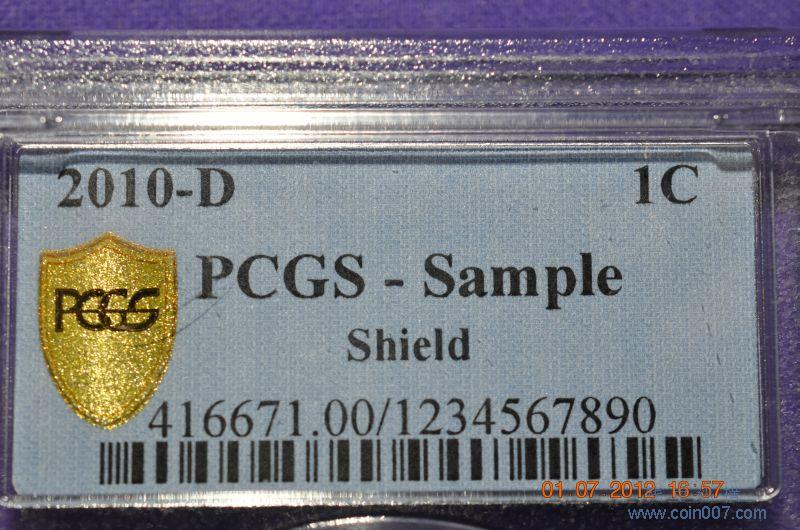 2010-D 1C
PCGS - Sample
PCGS
Shield
416671.00/1234567890
01 07 2012 16 57
www.coin007.com